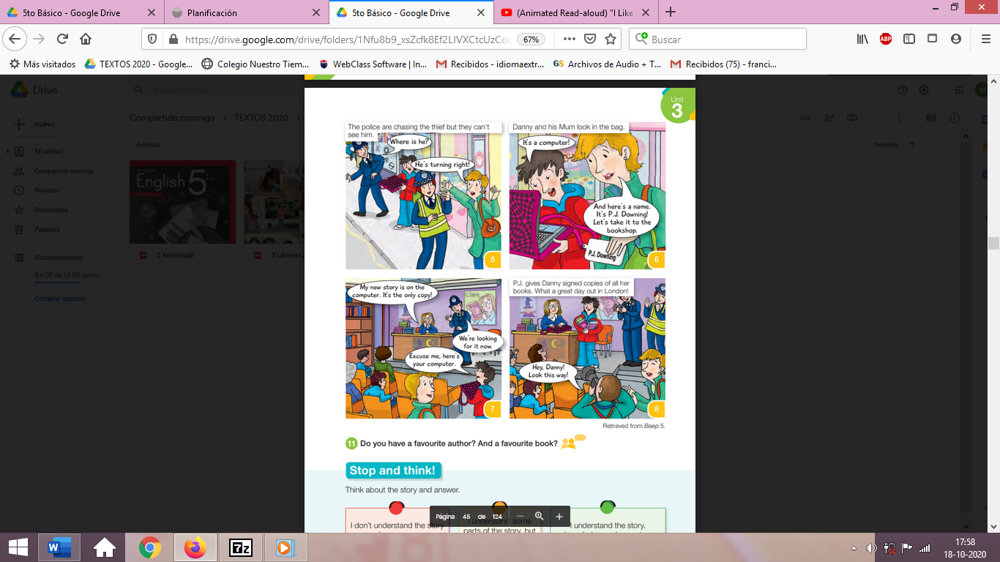 5to Básico - Google Drive
Planificación
5to Básico - Google Drive
(Animated Read-aloud) "I Like
https://drive.google.com/drive/folders/1Nfu8b9_xsZcfk8Ef2LIVXCtcUzCoc
67%
Buscar
Más visitados
TEXTOS 2020 - Google...
Colegio Nuestro Tiem...
WebClass Software | In...
Recibidos - idiomaextr...
Archivos de Audio + T...
Recibidos (75) - franci...
Drive
Buscar en Drive
Nuevo
Compartido conmigo > TEXTOS 2020 >
Mi unidad
Compartido conmigo
Reciente
Destacados
Papelera
Almacenamiento
8,4 GB de 15 GB usado
Comprar espacio
Archivos
Nombre
English 5
5 Activity.pdf
5 Láminas.p
Unit
3
The police are chasing the thief but they can't
see him.
Where is he?
He's turning right!
5
Danny and his Mum look in the bag.
It's a computer!
And here's a name.
It's P.J. Downing!
Let's take it to the
bookshop.
P.J. Downing
6
My new story is on the
computer. It's the only copy!
P.J Downing
We're looking
for it now.
Excuse me, here's
your computer.
7
P.J. gives Danny signed copies of all her
books. What a great day out in London!
Hey, Danny!
Look this way!
8
Retrieved from Beep 5.
11 Do you have a favourite author? And a favourite book?
Stop and think!
Think about the story and answer.
I don't understand the story
I understand some
parts of the story, but
I understand the story.
Página 45 de 124
17:58
18-10-2020